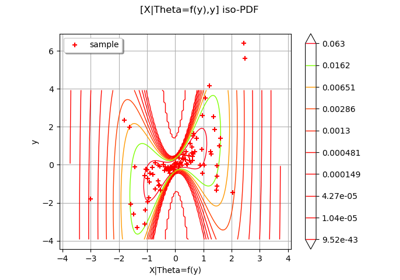 [X|Theta=f(y),y] iso-PDF
sample
y
6
4
2
0
−2
−4
−4 −3 −2 −1 0 1 2 3 4
X|Theta=f(y)
0.063
0.0162
0.00651
0.00286
0.0013
0.000481
0.000149
4.27e-05
1.04e-05
9.52e-43